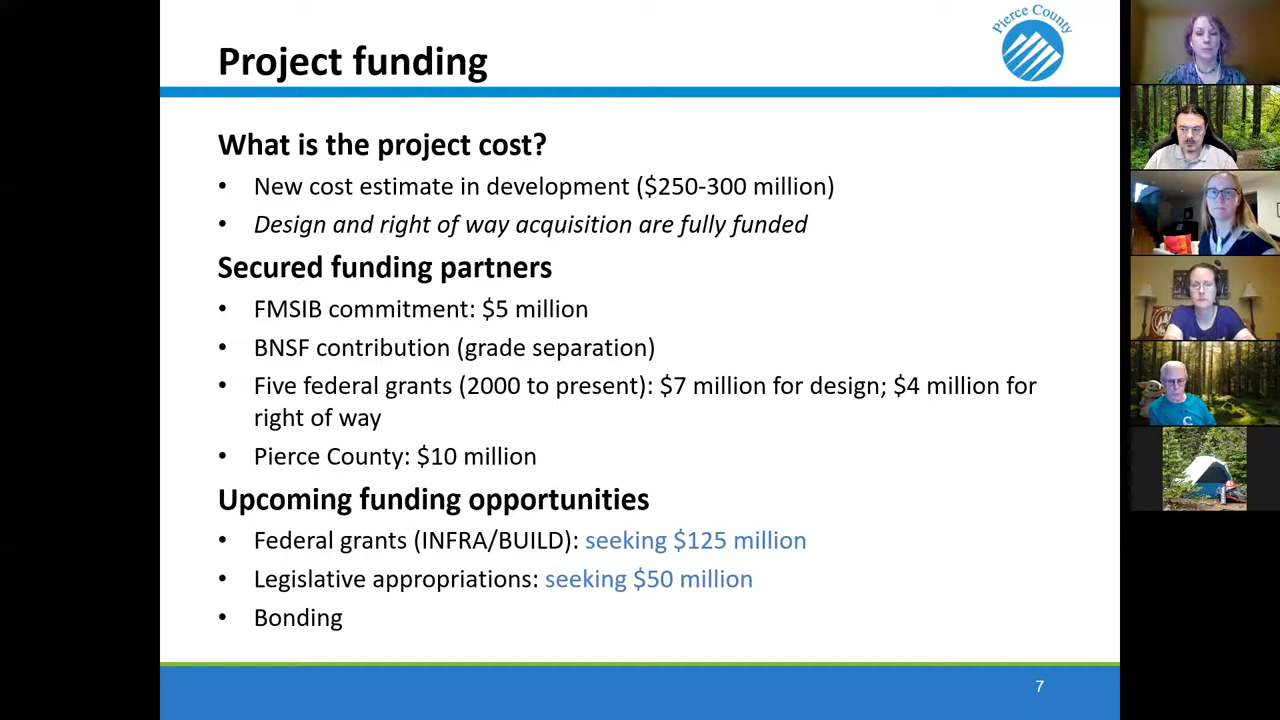 Pierce County
Project funding
What is the project cost?
• New cost estimate in development ($250-300 million)
• Design and right of way acquisition are fully funded
Secured funding partners
• FMSIB commitment: $5 million
• BNSF contribution (grade separation)
• Five federal grants (2000 to present): $7 million for design; $4 million for
right of way
• Pierce County: $10 million
Upcoming funding opportunities
• Federal grants (INFRA/BUILD): seeking $125 million
• Legislative appropriations: seeking $50 million
• Bonding
7